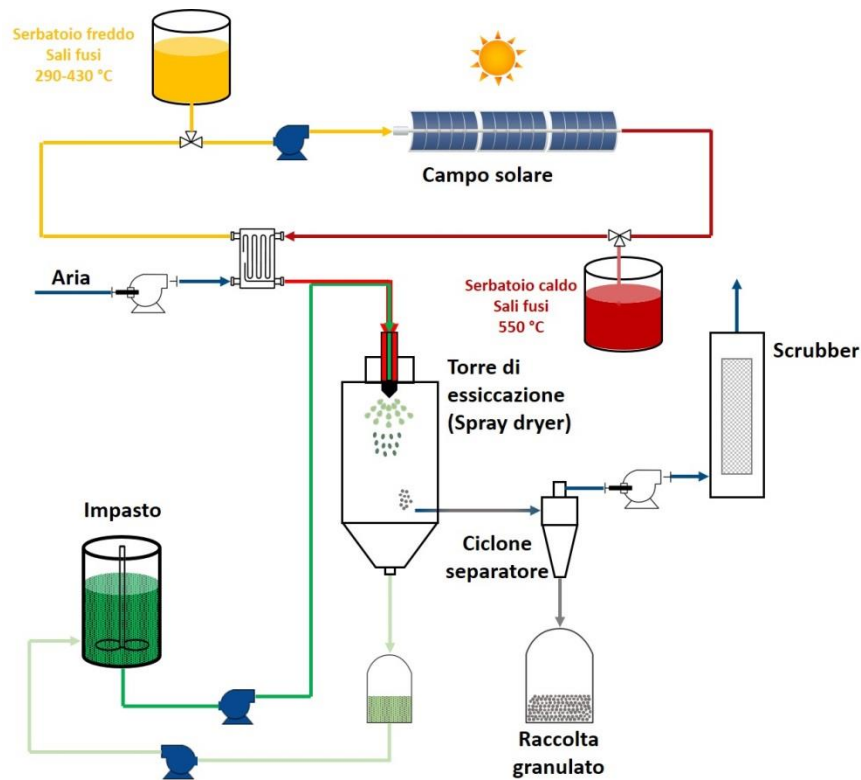 Serbatoio freddo
Sali fusi
290-430 °C
Campo solare
Aria
Serbatoio caldo
Sali fusi
550 °C
Scrubber
Torre di
essiccazione
(Spray dryer)
Impasto
Ciclone
separatore
Raccolta
granulato